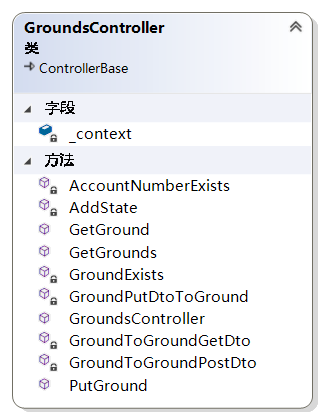 GroundsController
类
ControllerBase
字段
_context
方法
AccountNumberExists
AddState
GetGround
GetGrounds
GroundExists
GroundPutDtoToGround
GroundsController
GroundToGroundGetDto
GroundToGroundPostDto
PutGround